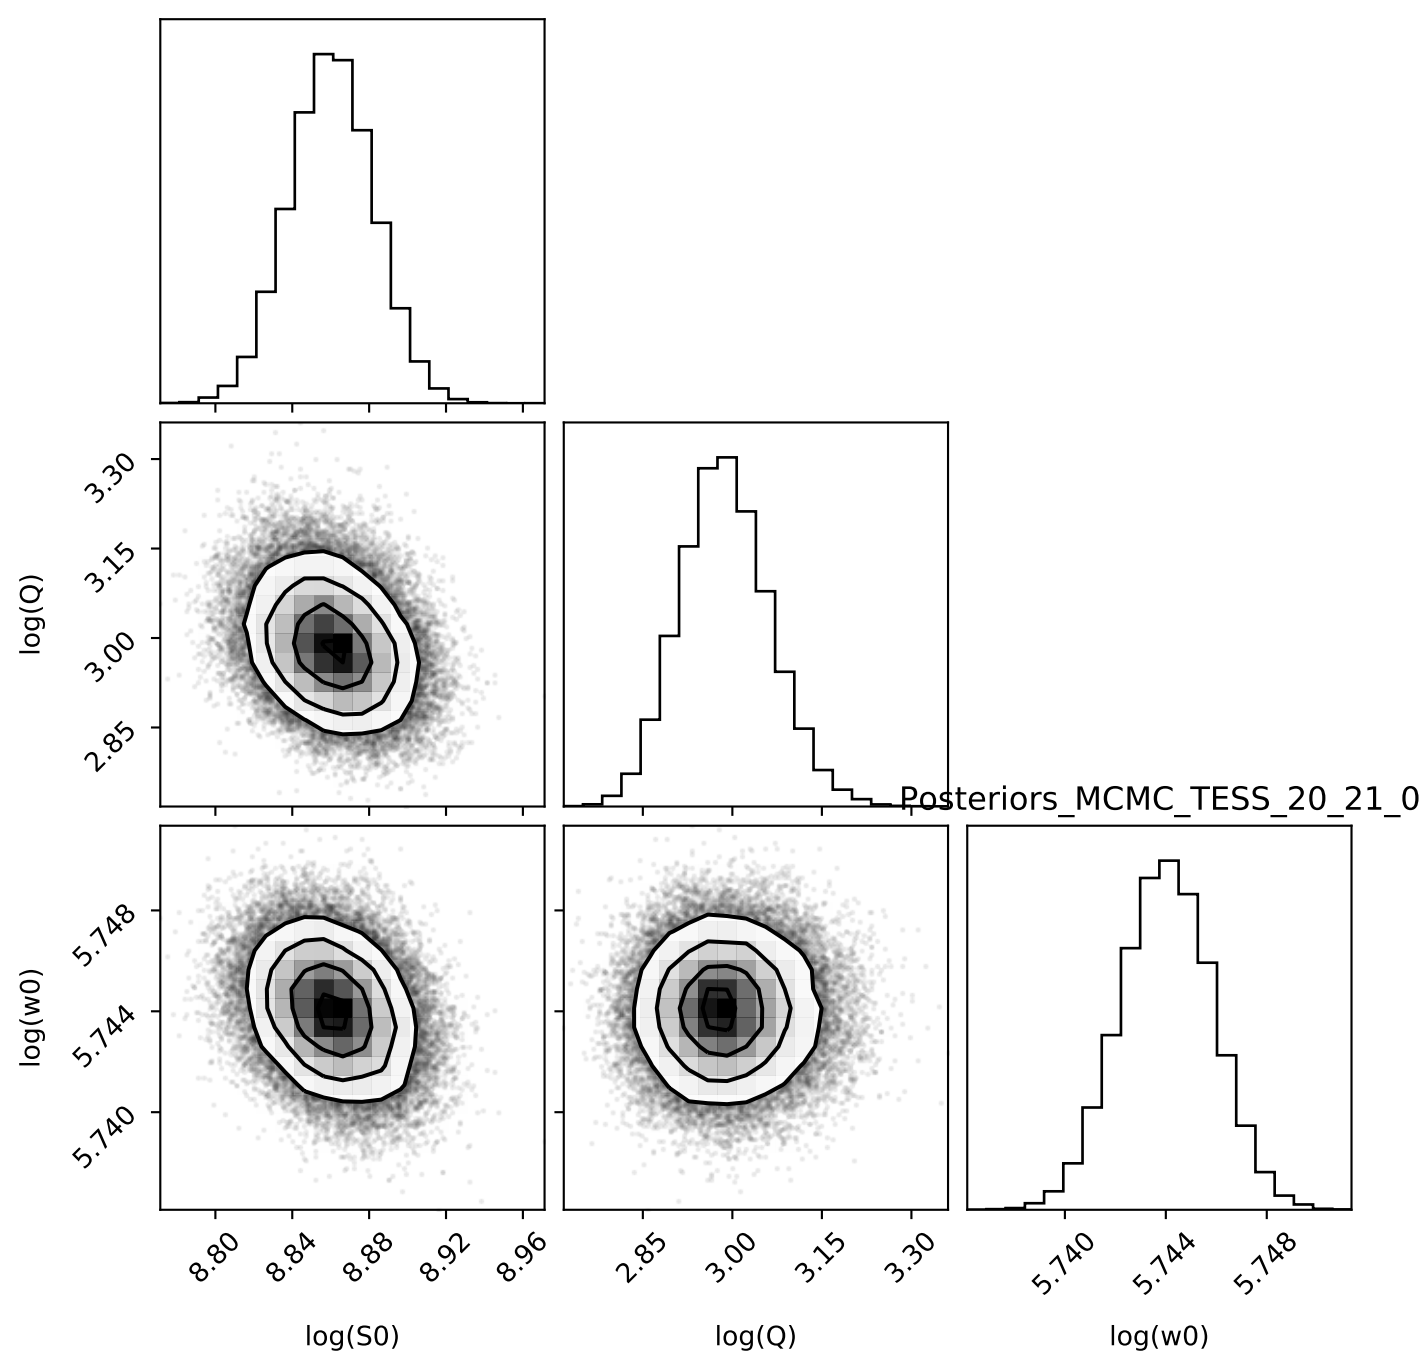 3.30
3.15
3.00
2.85
log(Q)
Posteriors_MCMC_TESS_20_21_0
5.748
5.744
5.740
log(w0)
8.80 8.84 8.88 8.92 8.96 2.85 3.00 3.15 3.30 5.740 5.744 5.748
log(S0) log(Q) log(w0)